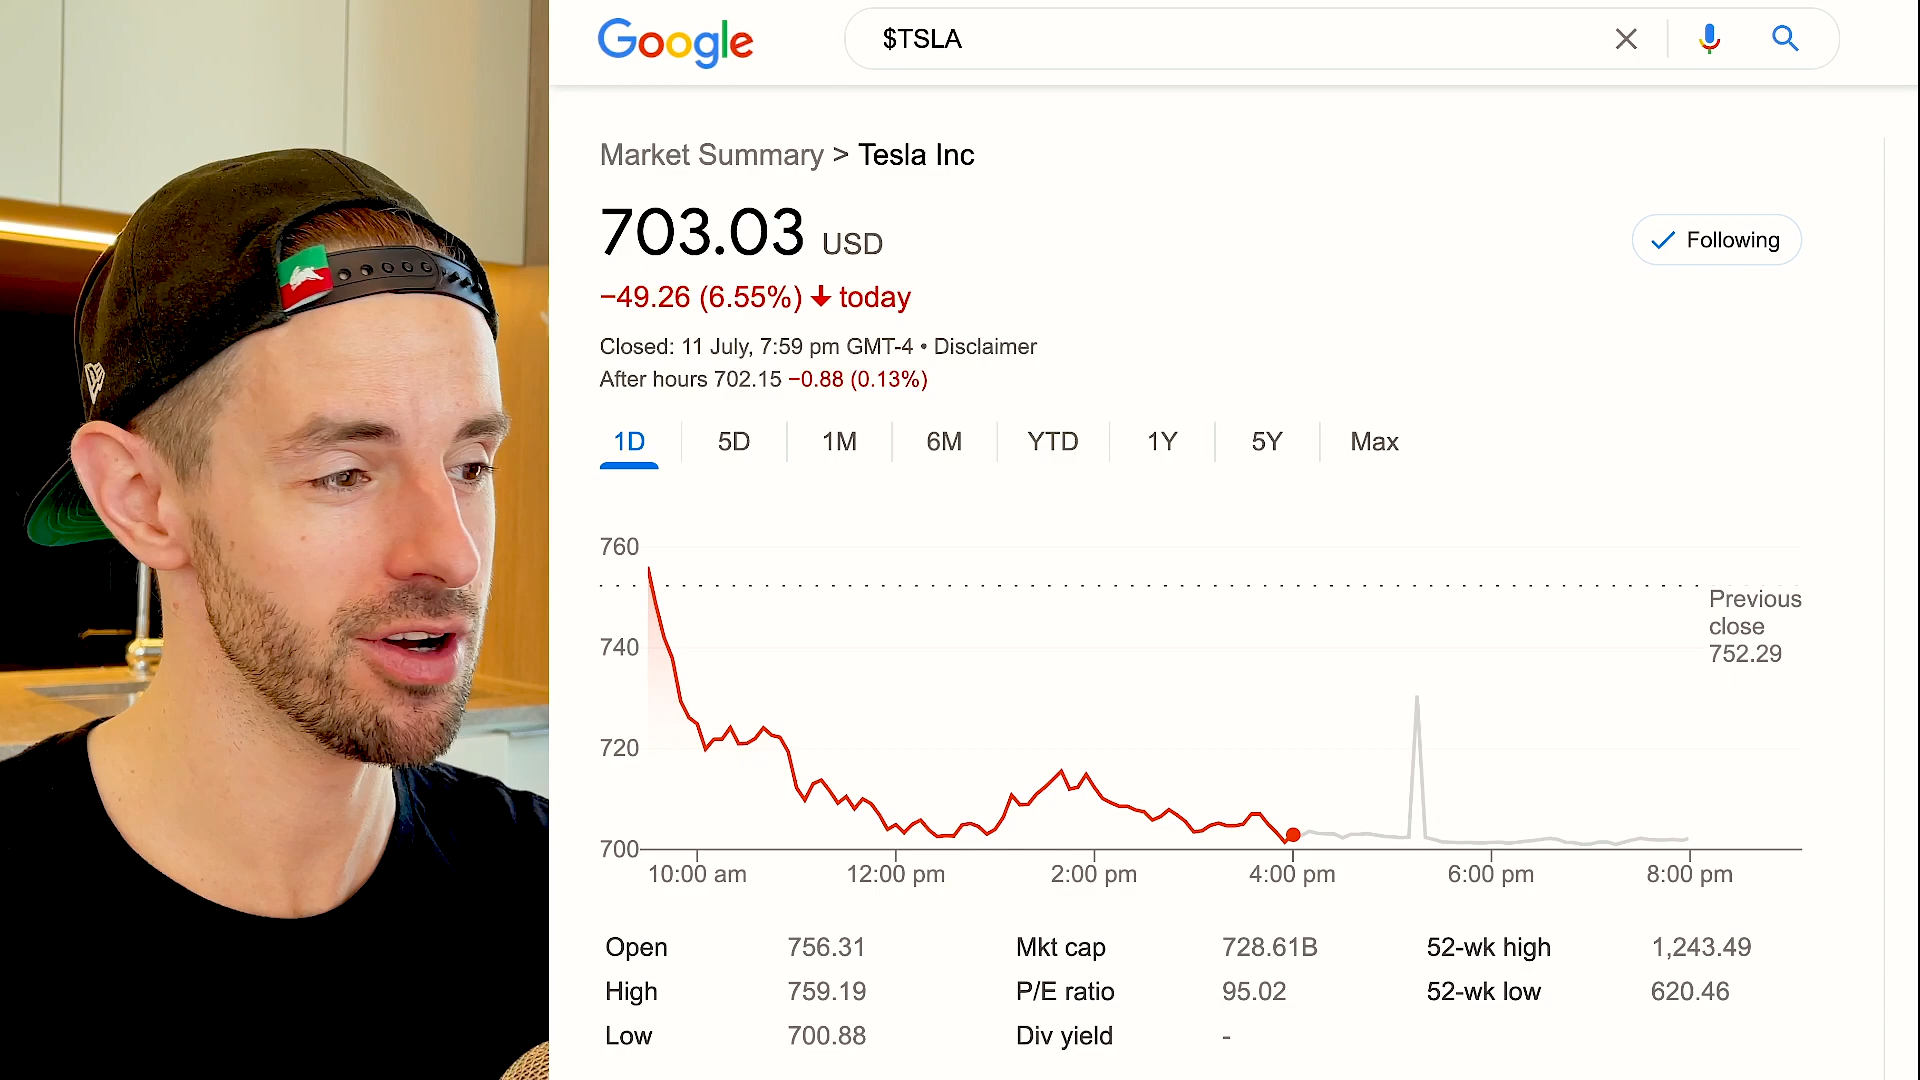 Google
$TSLA
Market Summary > Tesla Inc
703.03 USD
Following
−49.26 (6.55%) ↓ today
Closed: 11 July, 7:59 pm GMT-4 • Disclaimer
After hours 702.15 −0.88 (0.13%)
1D 5D 1M 6M YTD 1Y 5Y Max
760
Previous
close
752.29
740
720
700
10:00 am 12:00 pm 2:00 pm 4:00 pm 6:00 pm 8:00 pm
Open 756.31 Mkt cap 728.61B 52-wk high 1,243.49
High 759.19 P/E ratio 95.02 52-wk low 620.46
Low 700.88 Div yield -